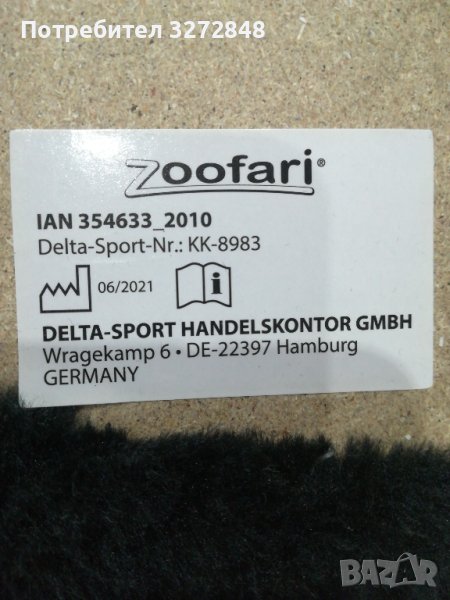 Потребител 3272848
zoofari®
IAN 354633_2010
Delta-Sport-Nr.: KK-8983
06/2021
i
DELTA-SPORT HANDELSKONTOR GMBH
Wragekamp 6 • DE-22397 Hamburg
GERMANY
BAZAR